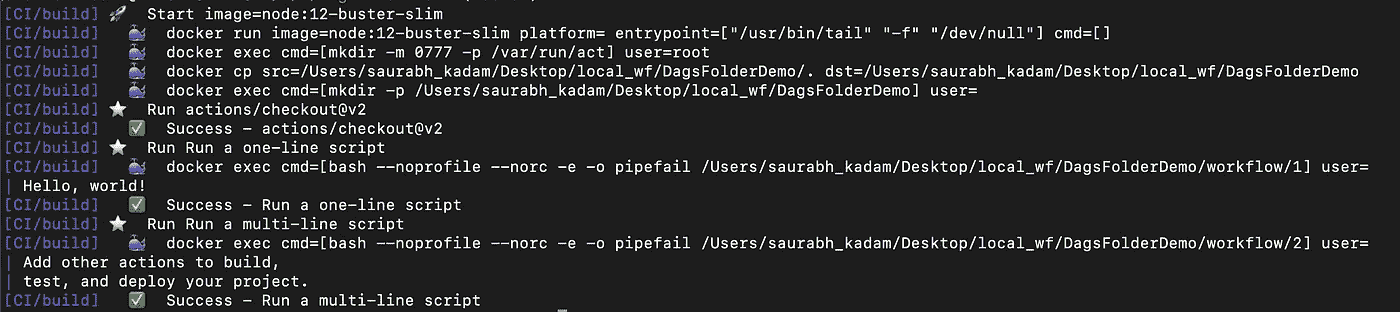 [CI/build] 🚀 Start image=node:12-buster-slim
[CI/build] 🐳 docker run image=node:12-buster-slim platform= entrypoint=["/usr/bin/tail" "-f" "/dev/null"] cmd=[]
[CI/build] 🐳 docker exec cmd=[mkdir -m 0777 -p /var/run/act] user=root
[CI/build] 🐳 docker cp src=/Users/saurabh_kadam/Desktop/local_wf/DagsFolderDemo/. dst=/Users/saurabh_kadam/Desktop/local_wf/DagsFolderDemo
[CI/build] 🐳 docker exec cmd=[mkdir -p /Users/saurabh_kadam/Desktop/local_wf/DagsFolderDemo] user=
[CI/build] ⭐ Run actions/checkout@v2
[CI/build] ✅ Success - actions/checkout@v2
[CI/build] ⭐ Run Run a one-line script
[CI/build] 🐳 docker exec cmd=[bash --noprofile --norc -e -o pipefail /Users/saurabh_kadam/Desktop/local_wf/DagsFolderDemo/workflow/1] user=
| Hello, world!
[CI/build] ✅ Success - Run a one-line script
[CI/build] ⭐ Run Run a multi-line script
[CI/build] 🐳 docker exec cmd=[bash --noprofile --norc -e -o pipefail /Users/saurabh_kadam/Desktop/local_wf/DagsFolderDemo/workflow/2] user=
| Add other actions to build,
| test, and deploy your project.
[CI/build] ✅ Success - Run a multi-line script